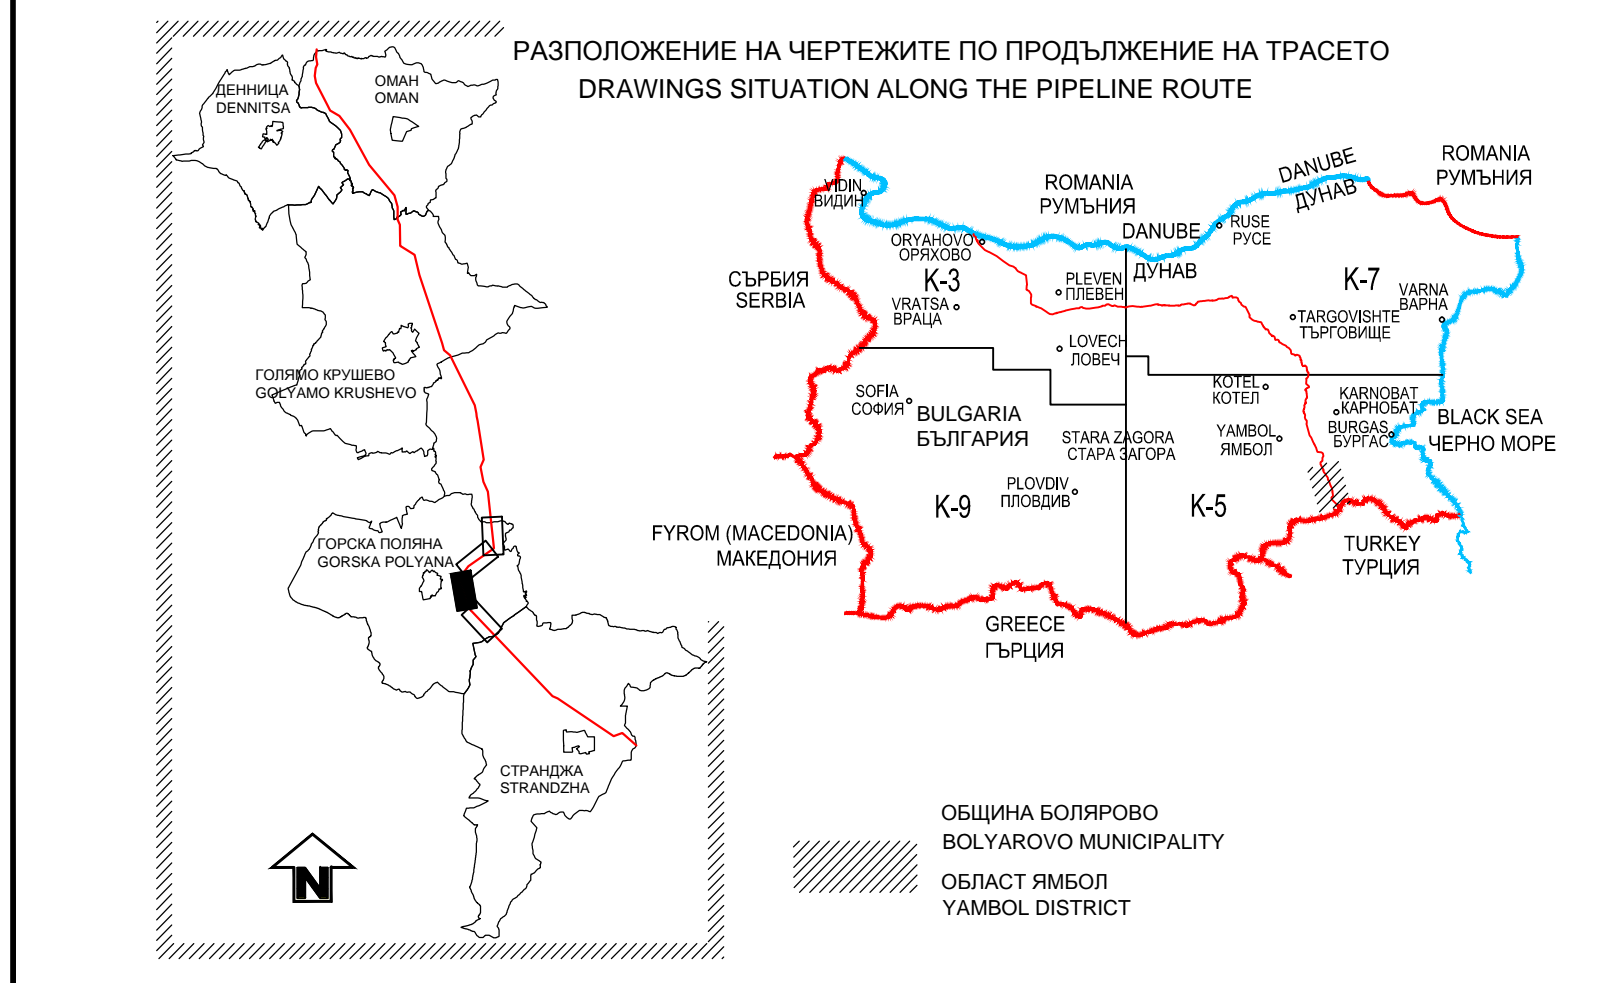 РАЗПОЛОЖЕНИЕ НА ЧЕРТЕЖИТЕ ПО ПРОДЪЛЖЕНИЕ НА ТРАСЕТО
DRAWINGS SITUATION ALONG THE PIPELINE ROUTE
ДЕННИЦА
DENNITSA
ОМАН
OMAN
ГОЛЯМО КРУШЕВО
GOLYAMO KRUSHEVO
ГОРСКА ПОЛЯНА
GORSKA POLYANA
СТРАНДЖА
STRANDZHA
N
VIDIN
ВИДИН
ROMANIA
РУМЪНИЯ
DANUBE
ДУНАВ
ROMANIA
РУМЪНИЯ
ORYAHOVO
ОРЯХОВО
DANUBE
ДУНАВ
RUSE
РУСЕ
СЪРБИЯ
SERBIA
K-3
VRATSA
ВРАЦА
PLEVEN
ПЛЕВЕН
K-7
VARNA
ВАРНА
TARGOVISHTE
ТЪРГОВИЩЕ
LOVECH
ЛОВЕЧ
SOFIA
СОФИЯ
BULGARIA
БЪЛГАРИЯ
KOTEL
КОТЕЛ
KARNOBAT
КАРНОБАТ
BURGAS
БУРГАС
BLACK SEA
ЧЕРНО МОРЕ
STARA ZAGORA
СТАРА ЗАГОРА
YAMBOL
ЯМБОЛ
PLOVDIV
ПЛОВДИВ
K-9
K-5
FYROM (MACEDONIA)
МАКЕДОНИЯ
TURKEY
ТУРЦИЯ
GREECE
ГЪРЦИЯ
ОБЩИНА БОЛЯРОВО
BOLYAROVO MUNICIPALITY
ОБЛАСТ ЯМБОЛ
YAMBOL DISTRICT